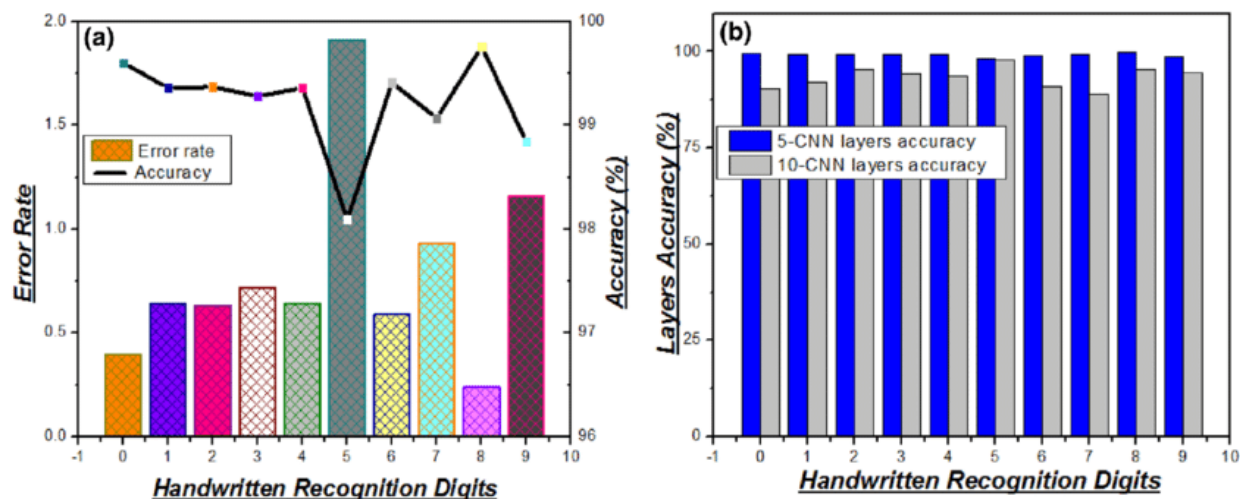 (a)
2.0
1.5
1.0
0.5
0.0
Error Rate
Error rate
Accuracy
100
99
98
97
96
Accuracy (%)
-1 0 1 2 3 4 5 6 7 8 9 10
Handwritten Recognition Digits
(b)
100
75
50
25
0
Layers Accuracy (%)
5-CNN layers accuracy
10-CNN layers accuracy
-1 0 1 2 3 4 5 6 7 8 9 10
Handwritten Recognition Digits